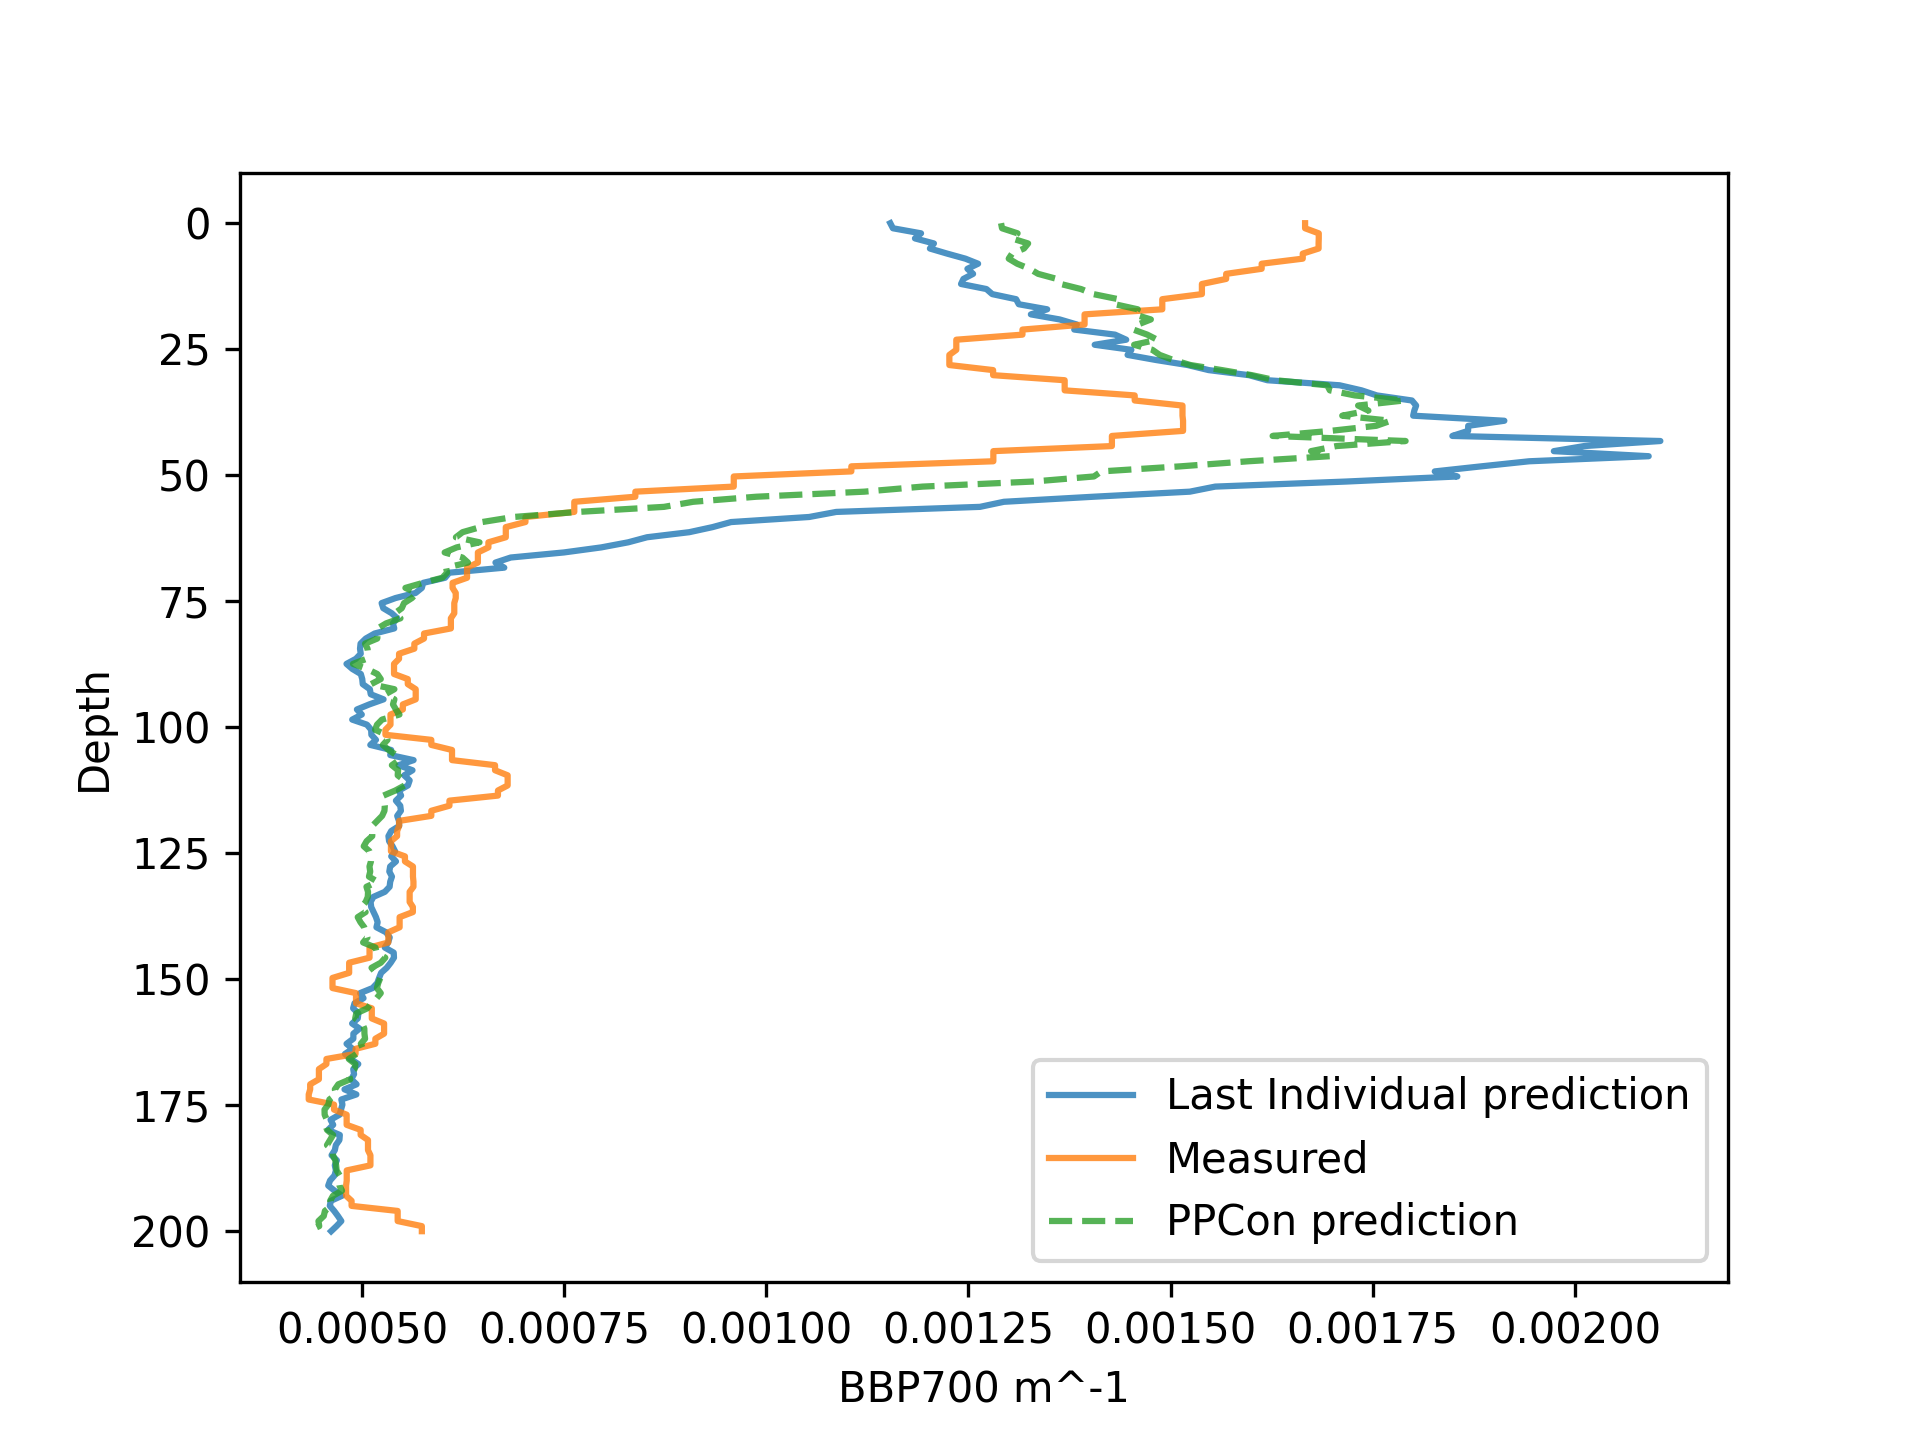 0
25
50
75
100
125
150
175
200
Depth
0.00050 0.00075 0.00100 0.00125 0.00150 0.00175 0.00200
BBP700 m^-1
Last Individual prediction
Measured
PPCon prediction